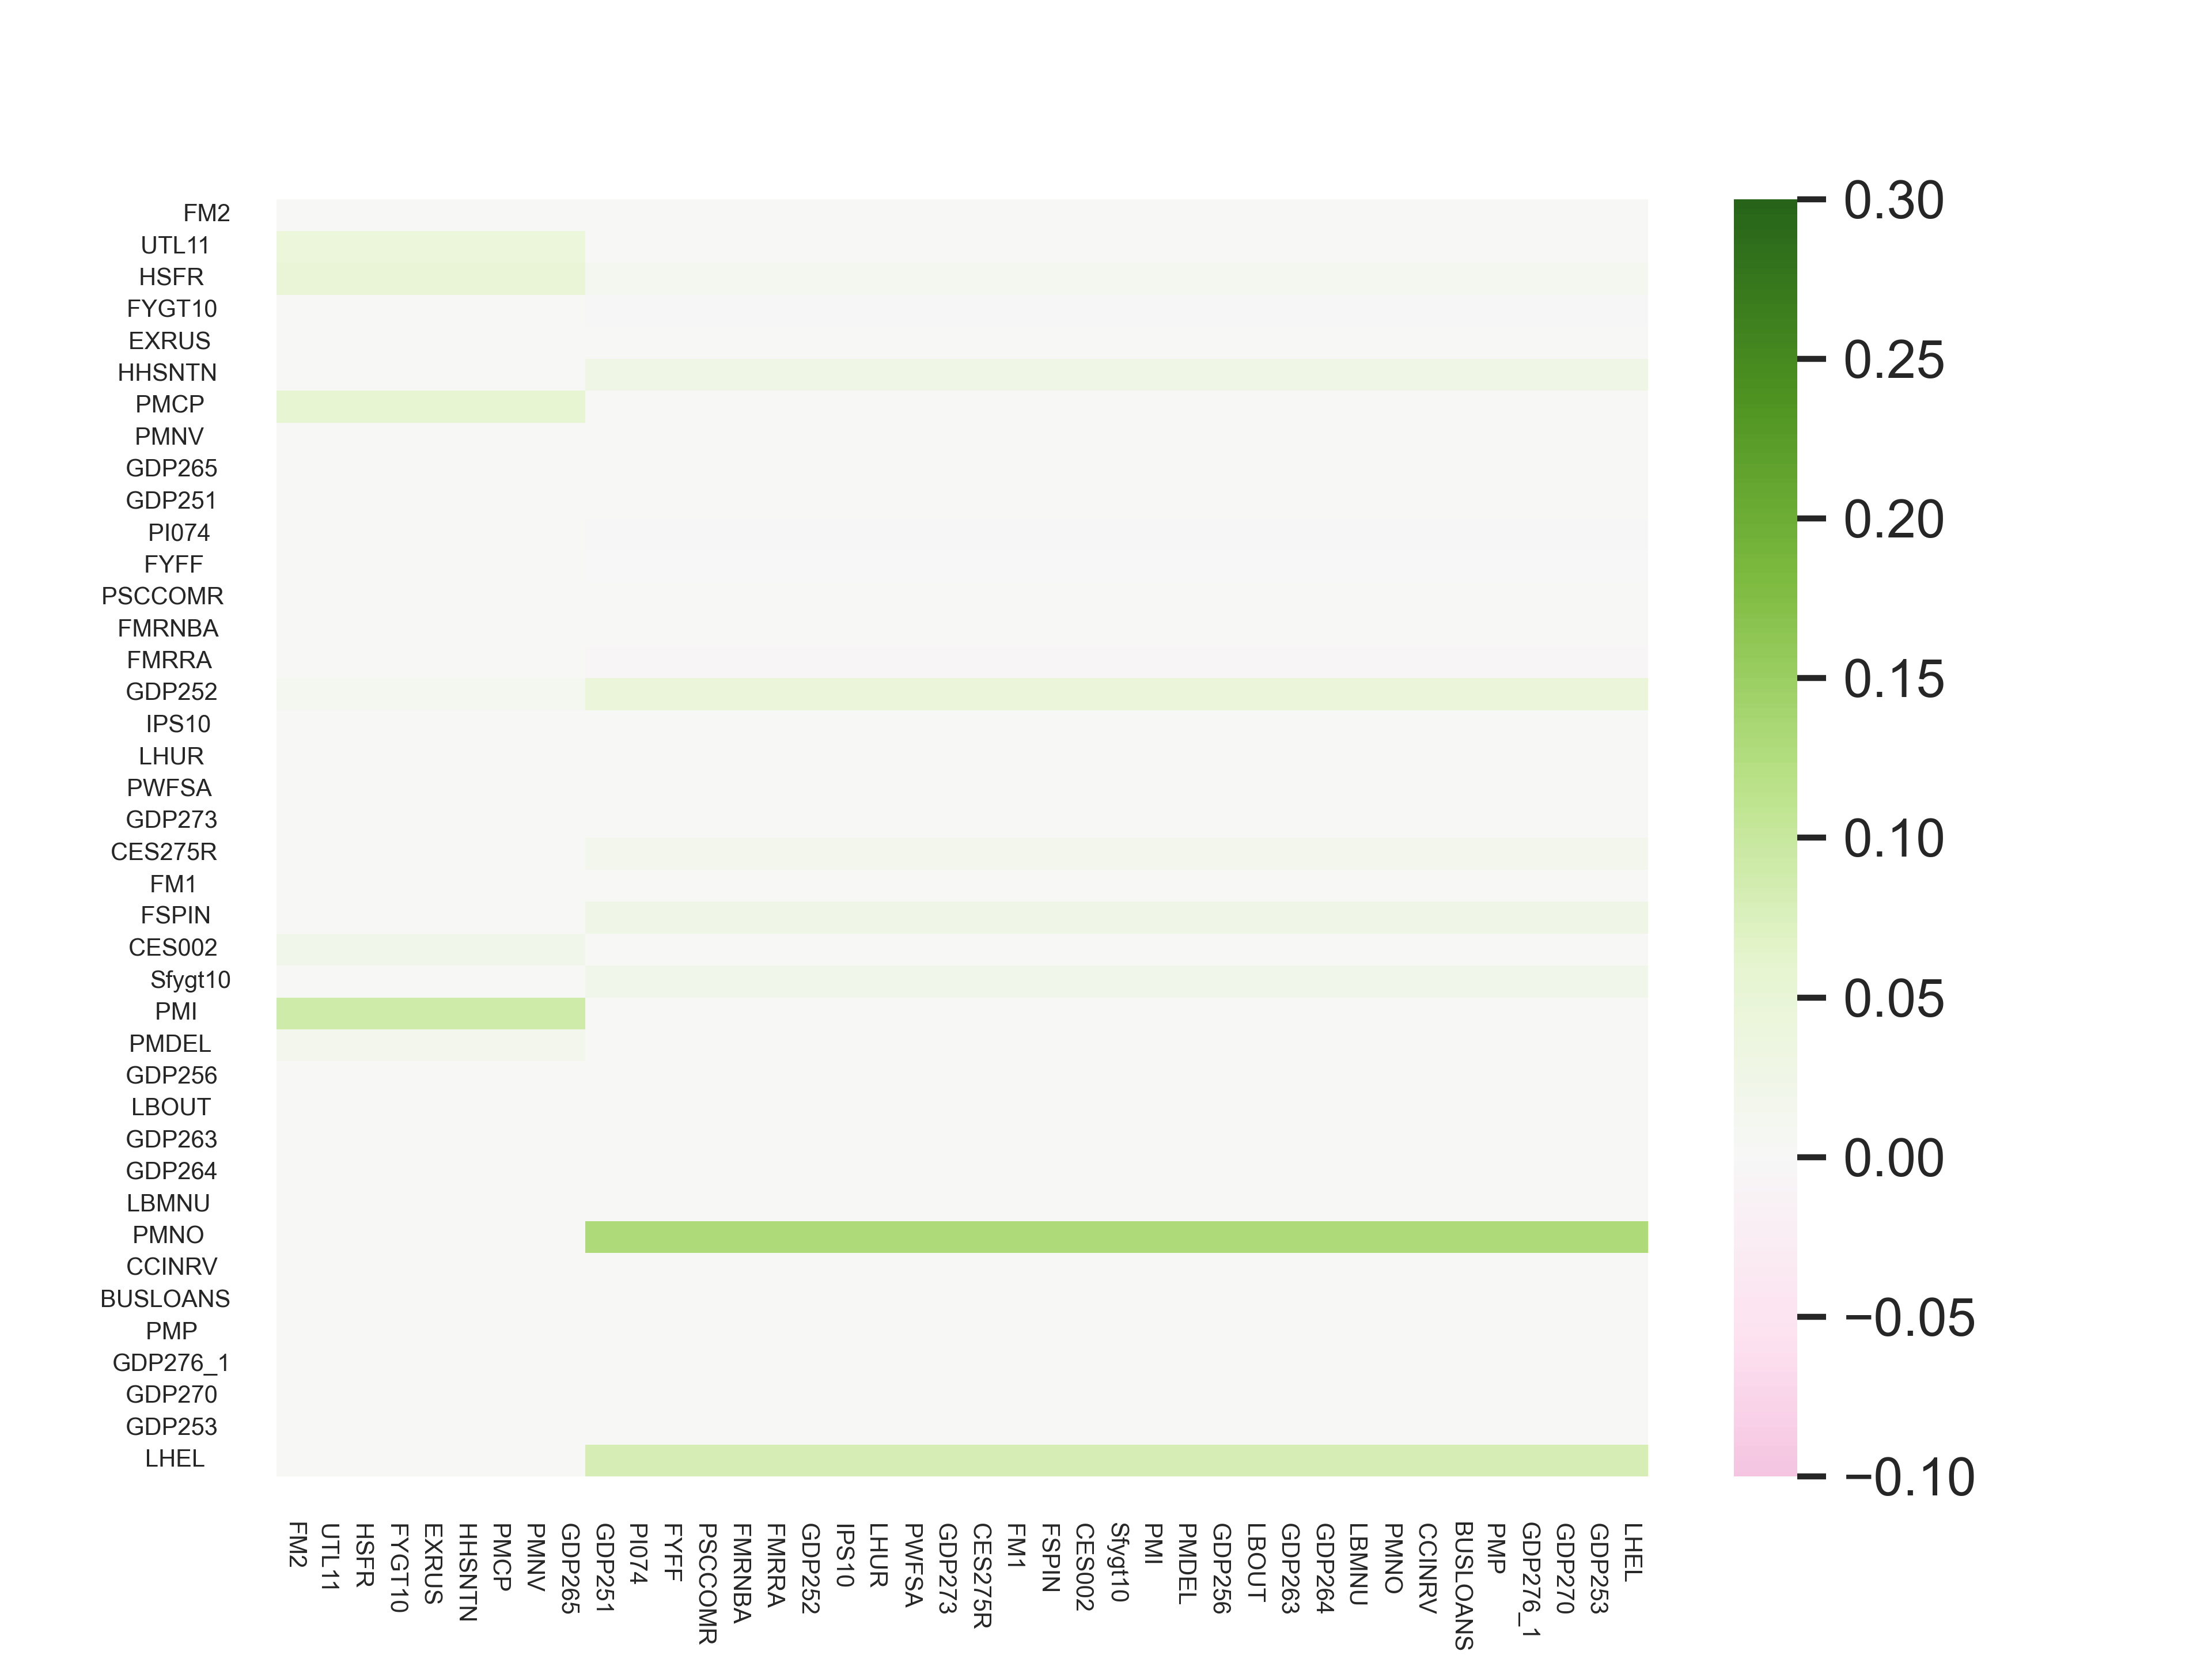 FM2
UTL11
HSFR
FYGT10
EXRUS
HHSNTN
PMCP
PMNV
GDP265
GDP251
PI074
FYFF
PSCCOMR
FMRNBA
FMRRA
GDP252
IPS10
LHUR
PWFSA
GDP273
CES275R
FM1
FSPIN
CES002
Sfygt10
PMI
PMDEL
GDP256
LBOUT
GDP263
GDP264
LBMNU
PMNO
CCINRV
BUSLOANS
PMP
GDP276_1
GDP270
GDP253
LHEL
FM2
UTL11
HSFR
FYGT10
EXRUS
HHSNTN
PMCP
PMNV
GDP265
GDP251
PI074
FYFF
PSCCOMR
FMRNBA
FMRRA
GDP252
IPS10
LHUR
PWFSA
GDP273
CES275R
FM1
FSPIN
CES002
Sfygt10
PMI
PMDEL
GDP256
LBOUT
GDP263
GDP264
LBMNU
PMNO
CCINRV
BUSLOANS
PMP
GDP276_1
GDP270
GDP253
LHEL
0.30
0.25
0.20
0.15
0.10
0.05
0.00
−0.05
−0.10